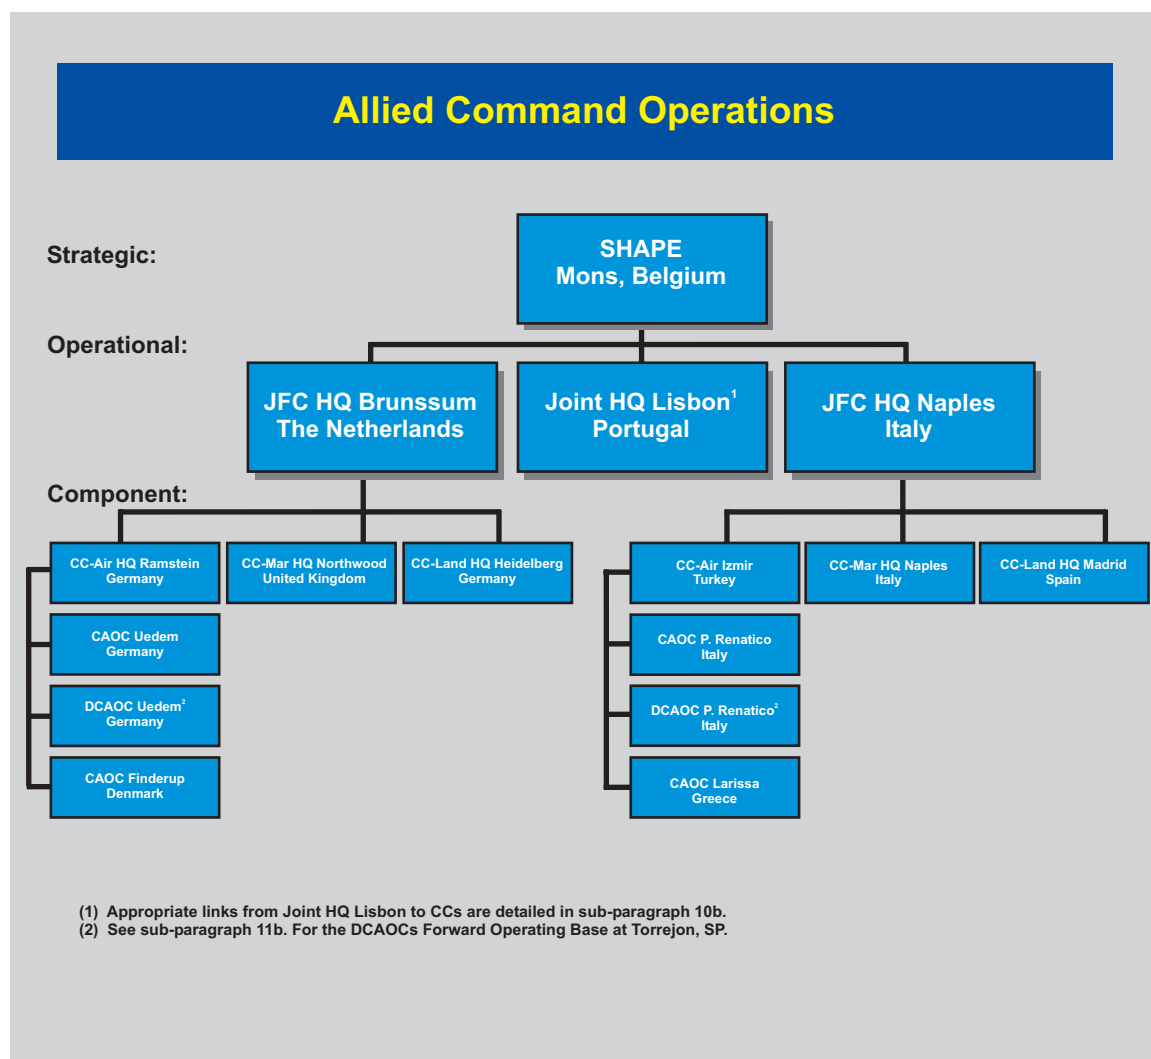 Allied Command Operations
Strategic:
SHAPE
Mons, Belgium
Operational:
JFC HQ Brunssum
The Netherlands
Joint HQ Lisbon¹
Portugal
JFC HQ Naples
Italy
Component:
CC-Air HQ Ramstein
Germany
CC-Mar HQ Northwood
United Kingdom
CC-Land HQ Heidelberg
Germany
CAOC Uedem
Germany
DCAOC Uedem²
Germany
CAOC Finderup
Denmark
CC-Air Izmir
Turkey
CC-Mar HQ Naples
Italy
CC-Land HQ Madrid
Spain
CAOC P. Renatico
Italy
DCAOC P. Renatico²
Italy
CAOC Larissa
Greece
(1) Appropriate links from Joint HQ Lisbon to CCs are detailed in sub-paragraph 10b.
(2) See sub-paragraph 11b. For the DCAOCs Forward Operating Base at Torrejon, SP.